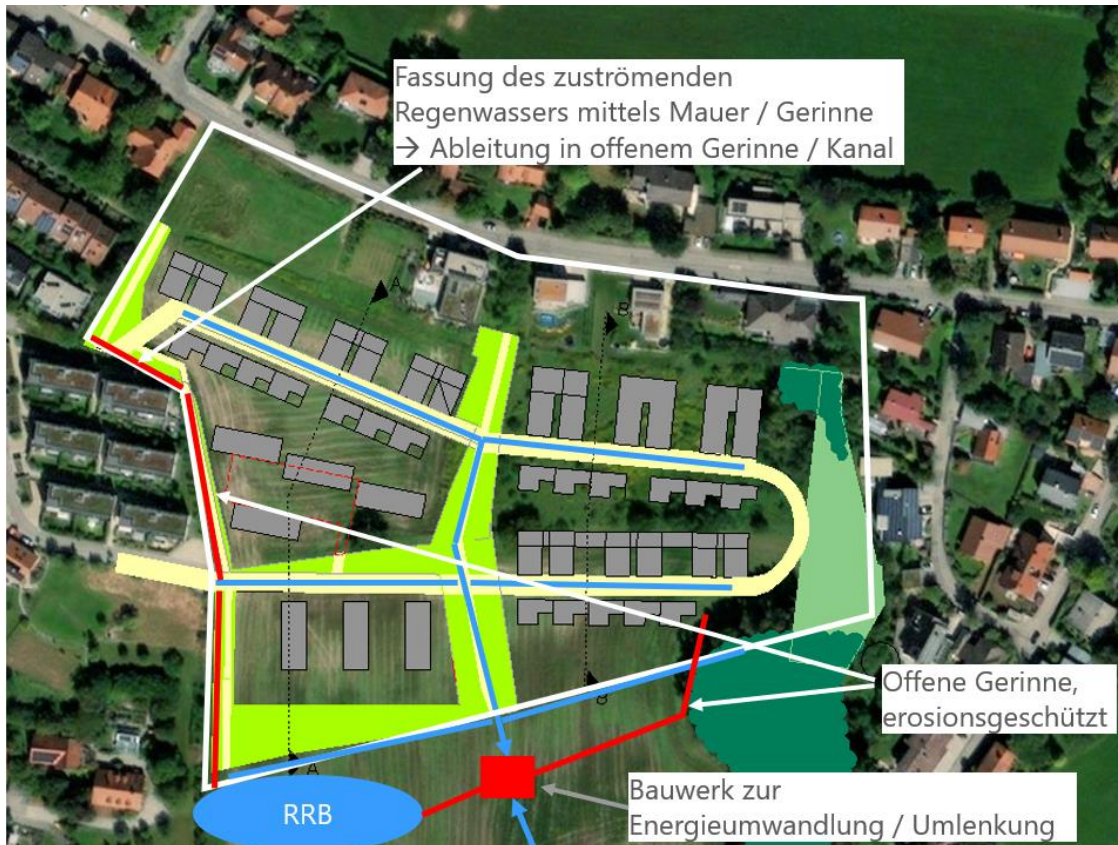 Fassung des zuströmenden
Regenwassers mittels Mauer / Gerinne
→ Ableitung in offenem Gerinne / Kanal
A
B
B
A
Offene Gerinne,
erosionsgeschützt
Bauwerk zur
Energieumwandlung / Umlenkung
RRB